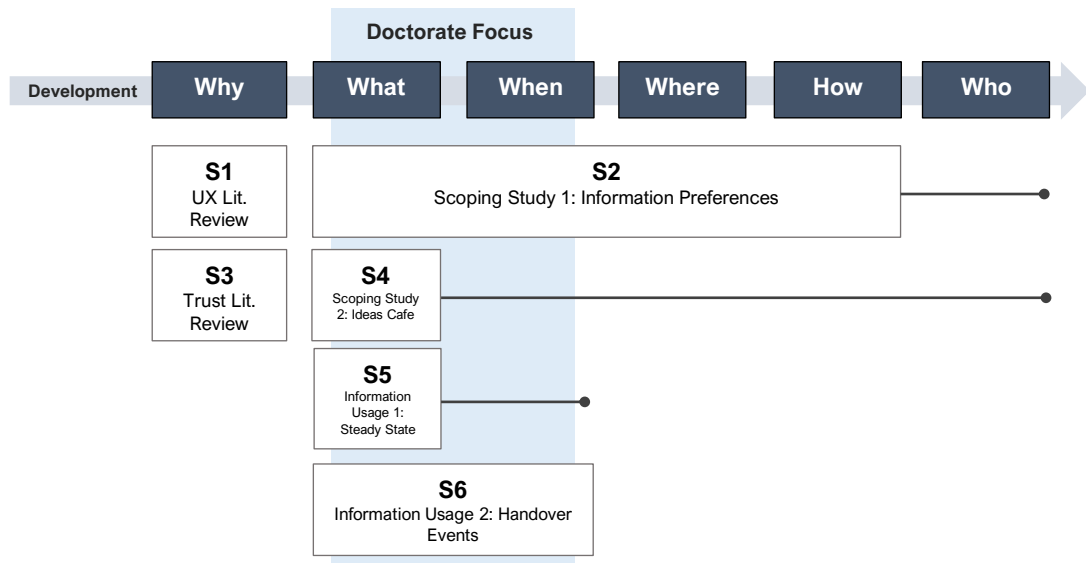 Doctorate Focus
Development
Why
What
When
Where
How
Who
S1
UX Lit.
Review
S2
Scoping Study 1: Information Preferences
S3
Trust Lit.
Review
S4
Scoping Study
2: Ideas Cafe
S5
Information
Usage 1:
Steady State
S6
Information Usage 2: Handover
Events